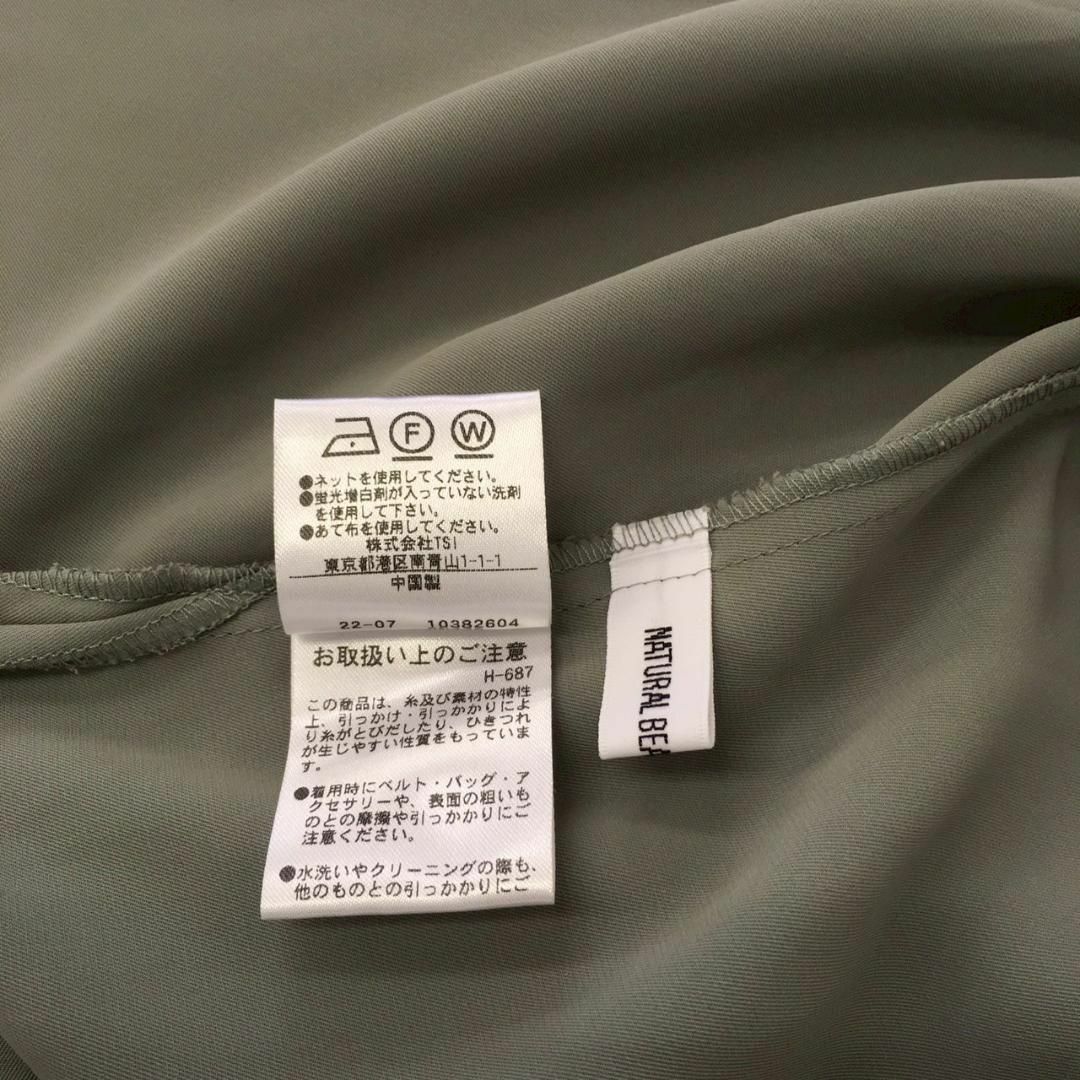 F W
●ネットを使用してください。
●蛍光増白剤が入っていない洗剤
を使用して下さい。
●あて布を使用してください。
株式会社TSI
東京都港区南青山1-1-1
中国製
22-07 10382604
お取扱い上のご注意
H-687
この商品は、糸及び素材の特性
上、引っかけ・引っかかりによ
り糸がとびだしたり、ひきつれ
が生じやすい性質をもっていま
す。
●着用時にベルト・バッグ・ア
クセサリーや、表面の粗いも
のとの摩擦や引っかかりにご
注意ください。
●水洗いやクリーニングの際も、
他のものとの引っかかりにご
NATURAL BEA